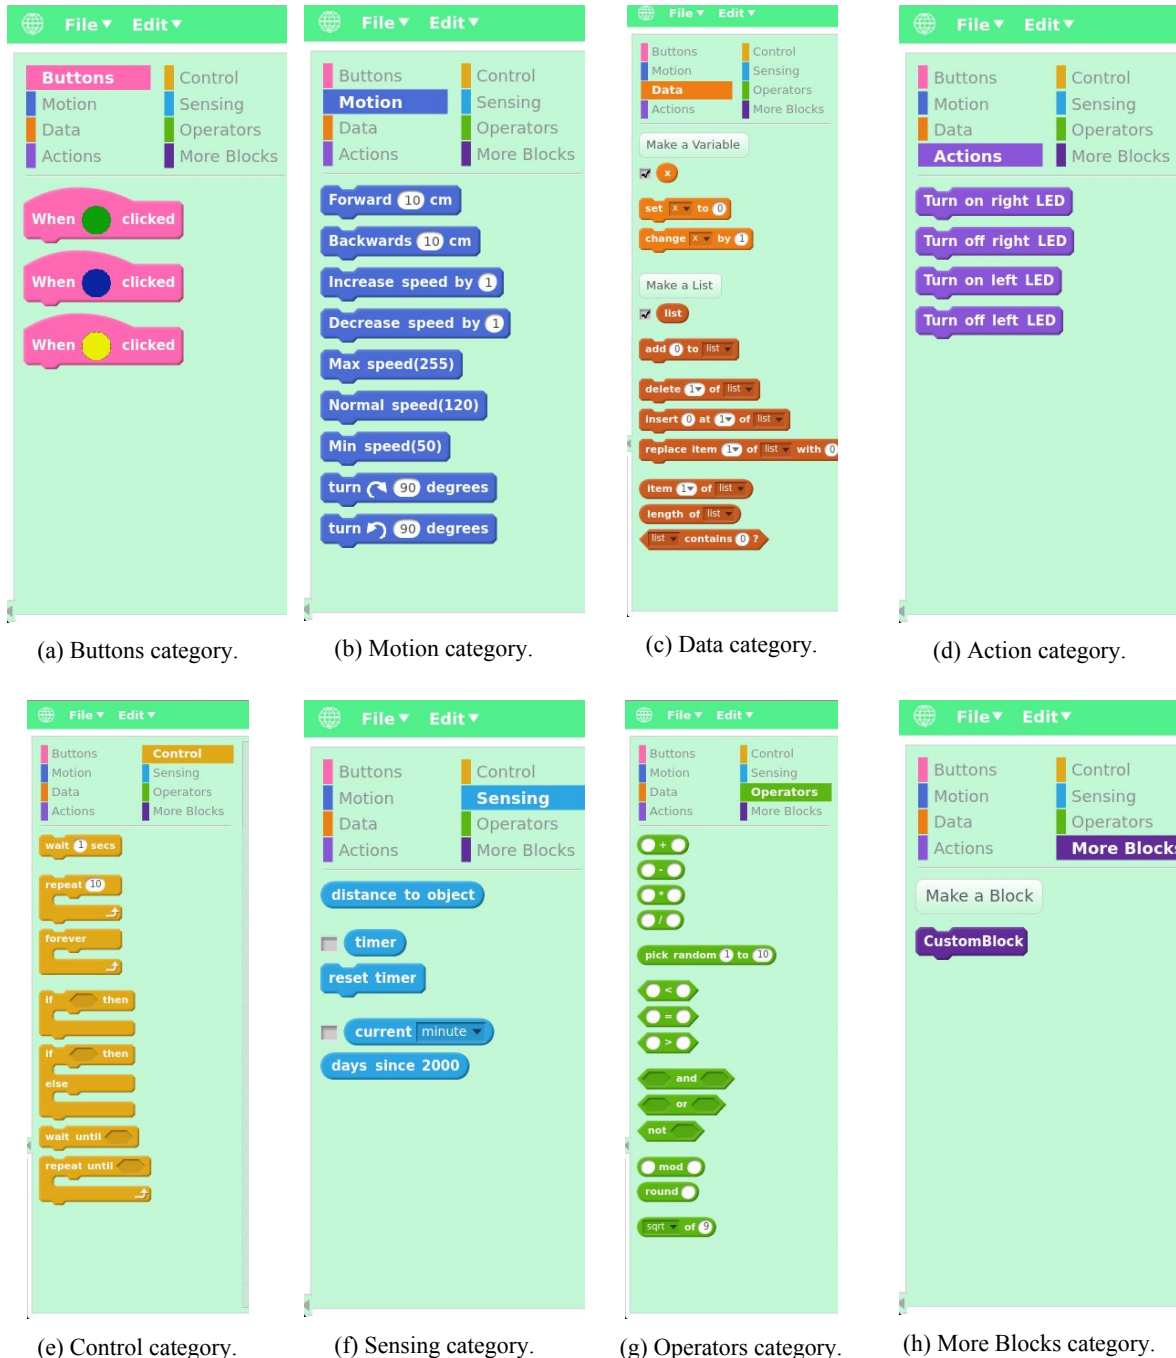 File▼ Edit▼
Buttons Control
Motion Sensing
Data Operators
Actions More Blocks
When clicked
When clicked
When clicked
(a) Buttons category.
File▼ Edit▼
Buttons Control
Motion Sensing
Data Operators
Actions More Blocks
Forward 10 cm
Backwards 10 cm
Increase speed by 1
Decrease speed by 1
Max speed(255)
Normal speed(120)
Min speed(50)
turn 90 degrees
turn 90 degrees
(b) Motion category.
File▼ Edit▼
Buttons Control
Motion Sensing
Data Operators
Actions More Blocks
Make a Variable
x
set x to 0
change x by 1
Make a List
list
add 0 to list
delete 1 of list
insert 0 at 1 of list
replace item 1 of list with 0
item 1 of list
length of list
list contains 0 ?
(c) Data category.
File▼ Edit▼
Buttons Control
Motion Sensing
Data Operators
Actions More Blocks
Turn on right LED
Turn off right LED
Turn on left LED
Turn off left LED
(d) Action category.
File▼ Edit▼
Buttons Control
Motion Sensing
Data Operators
Actions More Blocks
wait 1 secs
repeat 10
forever
if then
if then
else
wait until
repeat until
(e) Control category.
File▼ Edit▼
Buttons Control
Motion Sensing
Data Operators
Actions More Blocks
distance to object
timer
reset timer
current minute
days since 2000
(f) Sensing category.
File▼ Edit▼
Buttons Control
Motion Sensing
Data Operators
Actions More Blocks
+
-
*
/
pick random 1 to 10
<
=
>
and
or
not
mod
round
sqrt of 9
(g) Operators category.
File▼ Edit▼
Buttons Control
Motion Sensing
Data Operators
Actions More Blocks
Make a Block
CustomBlock
(h) More Blocks category.